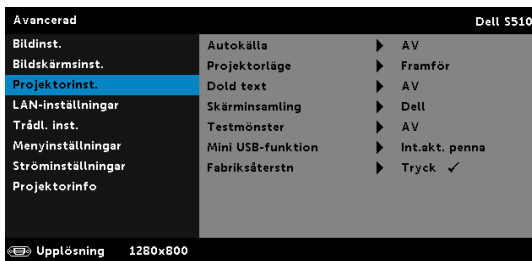 Avancerad Dell S510
Bildinst.
Bildskärmsinst.
Projektorinst.
LAN-inställningar
Trådl. inst.
Menyinställningar
Ströminställningar
Projektorinfo
Autokälla AV
Projektorläge Framför
Dold text AV
Skärminsamling Dell
Testmönster AV
Mini USB-funktion Int.akt. penna
Fabriksåterstn Tryck ✓
Upplösning 1280x800